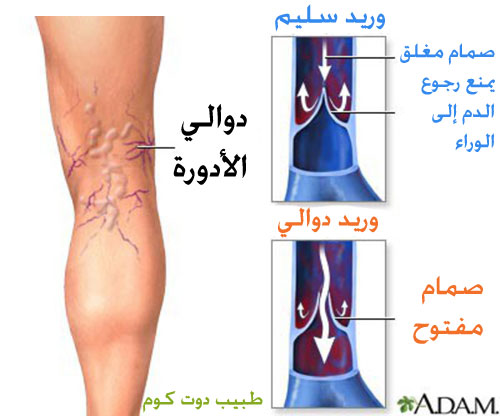 وريد سليم
صمام مغلق
يمنع رجوع
الدم إلى
الوراء
دوالي
الأدورة
وريد دوالي
صمام
مفتوح
طبيب دوت كوم
ADAM.